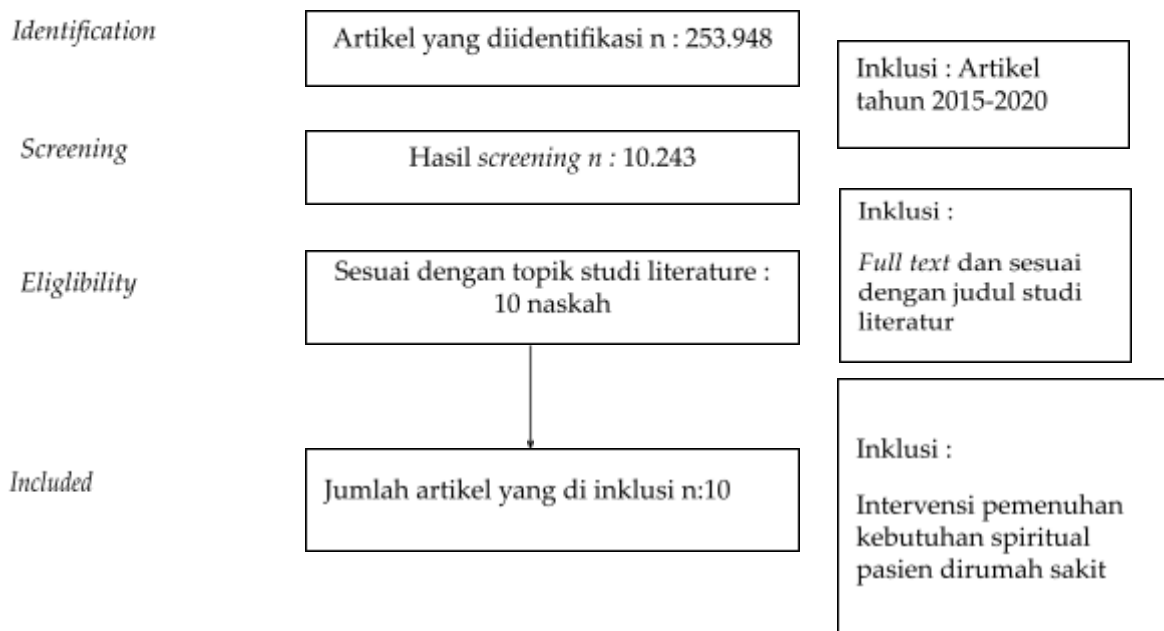 Identification
Artikel yang diidentifikasi n : 253.948
Inklusi : Artikel
tahun 2015-2020
Screening
Hasil screening n : 10.243
Inklusi :
Full text dan sesuai
dengan judul studi
literatur
Eliglibility
Sesuai dengan topik studi literature :
10 naskah
Included
Jumlah artikel yang di inklusi n:10
Inklusi :
Intervensi pemenuhan
kebutuhan spiritual
pasien dirumah sakit